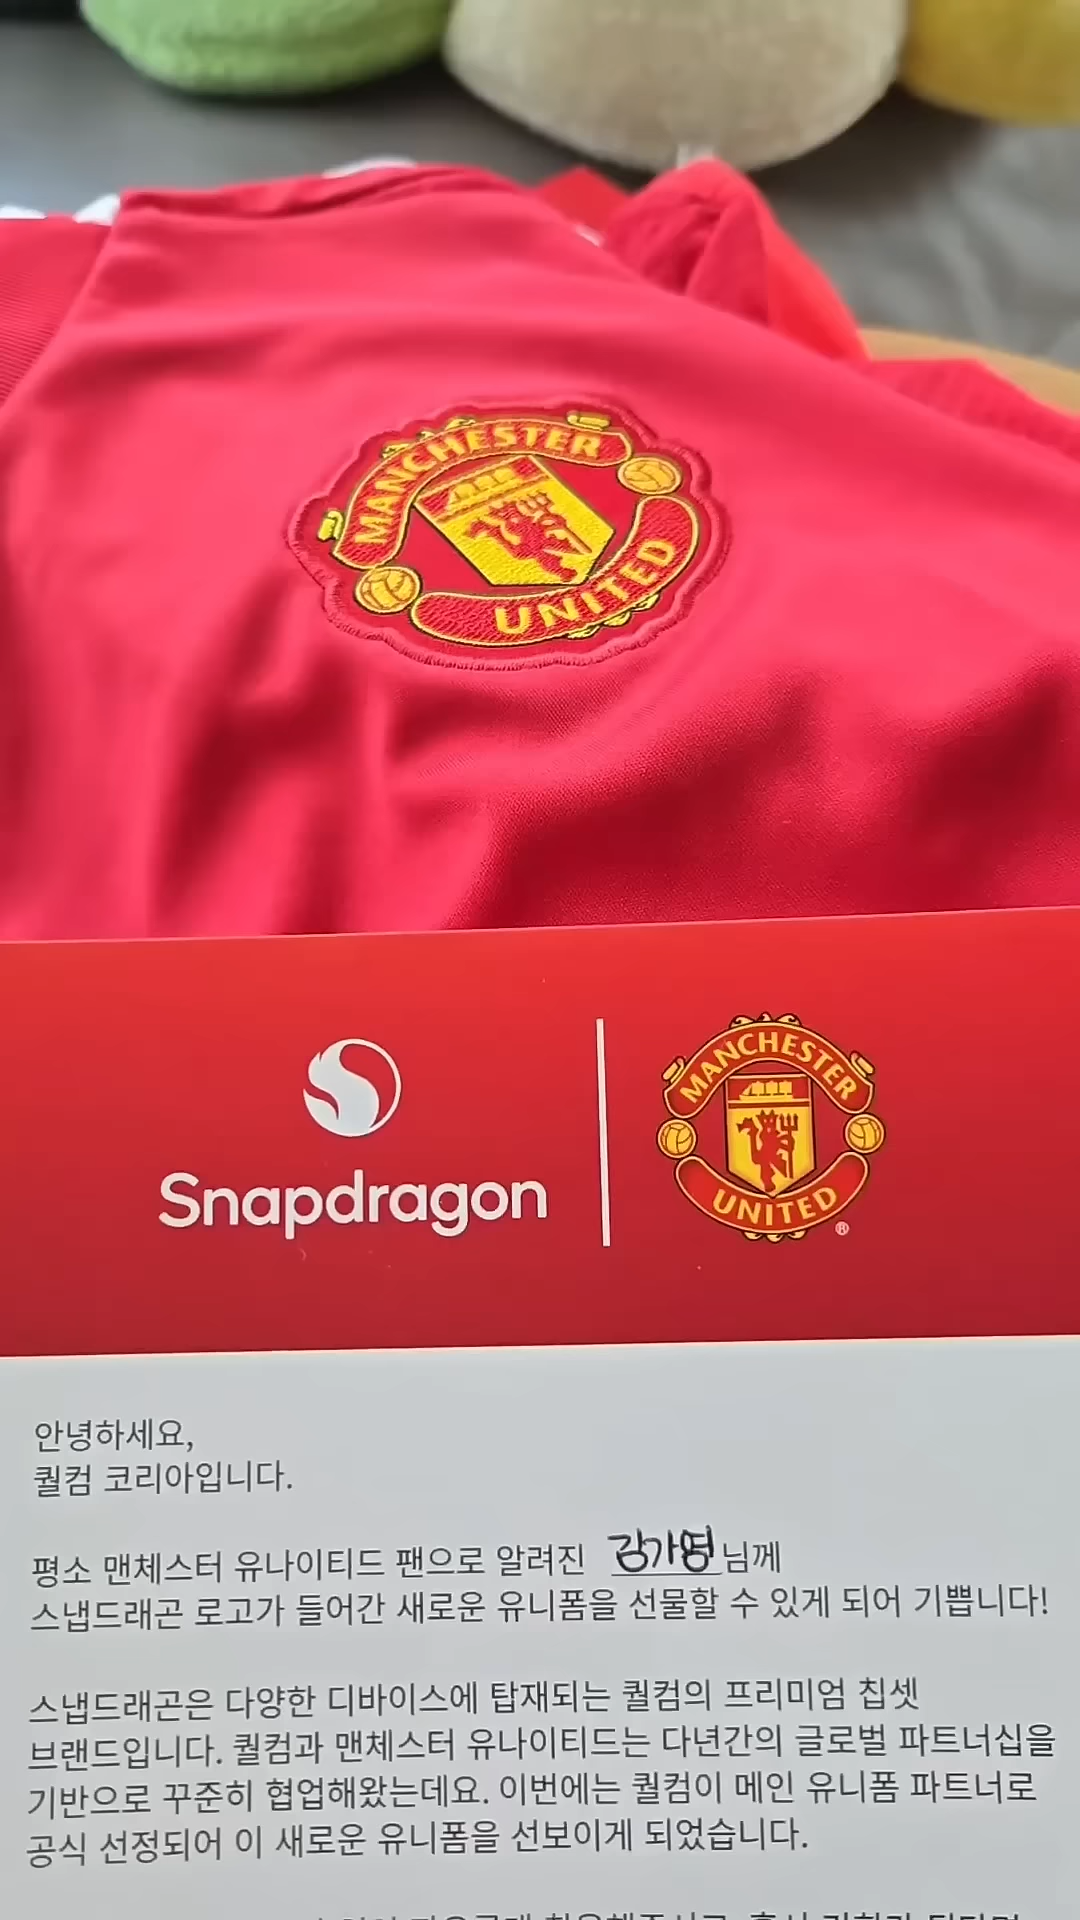 MANCHESTER
UNITED
Snapdragon
MANCHESTER
UNITED
®
안녕하세요,
퀄컴 코리아입니다.
평소 맨체스터 유나이티드 팬으로 알려진 김가영님께
스냅드래곤 로고가 들어간 새로운 유니폼을 선물할 수 있게 되어 기쁩니다!
스냅드래곤은 다양한 디바이스에 탑재되는 퀄컴의 프리미엄 칩셋
브랜드입니다. 퀄컴과 맨체스터 유나이티드는 다년간의 글로벌 파트너십을
기반으로 꾸준히 협업해왔는데요. 이번에는 퀄컴이 메인 유니폼 파트너로
공식 선정되어 이 새로운 유니폼을 선보이게 되었습니다.